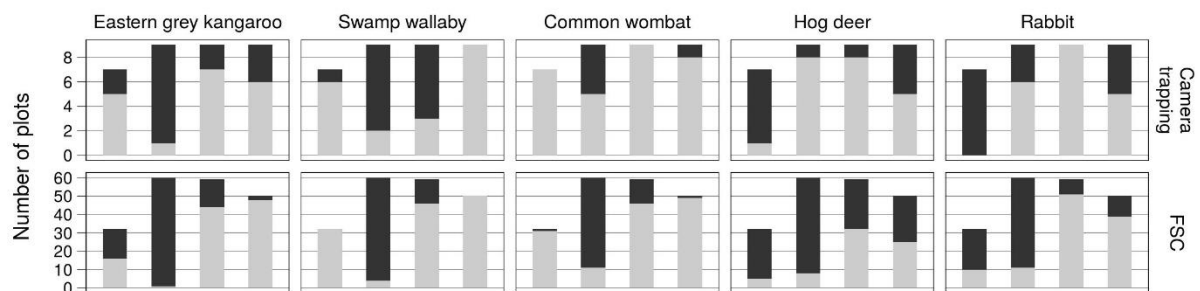 Eastern grey kangaroo Swamp wallaby Common wombat Hog deer Rabbit
Number of plots
8
6
4
2
0
Camera
trapping
60
50
40
30
20
10
0
FSC